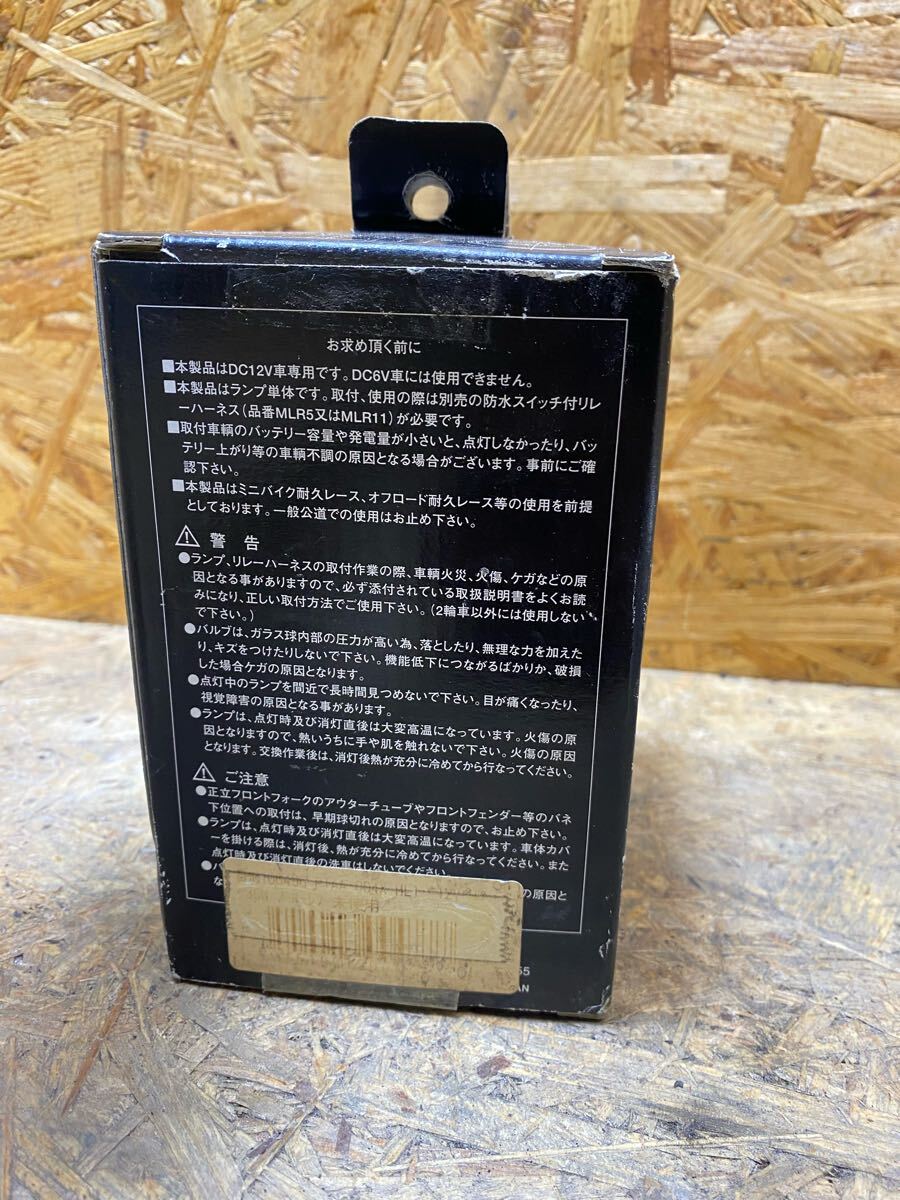 お求め頂く前に
■本製品はDC12V車専用です。DC6V車には使用できません。
■本製品はランプ単体です。取付、使用の際は別売の防水スイッチ付リレ
ーハーネス(品番MLR5又はMLR11)が必要です。
■取付車輌のバッテリー容量や発電量が小さいと、点灯しなかったり、バッ
テリー上がり等の車輌不調の原因となる場合がございます。事前にご確
認下さい。
■本製品はミニバイク耐久レース、オフロード耐久レース等の使用を前提
としております。一般公道での使用はお止め下さい。
⚠ 警 告
●ランプ、リレーハーネスの取付作業の際、車輌火災、火傷、ケガなどの原
因となる事がありますので、必ず添付されている取扱説明書をよくお読
みになり、正しい取付方法でご使用下さい。(2輪車以外には使用しない
で下さい。)
●バルブは、ガラス球内部の圧力が高い為、落としたり、無理な力を加えた
り、キズをつけたりしないで下さい。機能低下につながるばかりか、破損
した場合ケガの原因となります。
●点灯中のランプを間近で長時間見つめないで下さい。目が痛くなったり、
視覚障害の原因となる事があります。
●ランプは、点灯時及び消灯直後は大変高温になっています。火傷の原
因となりますので、熱いうちに手や肌を触れないで下さい。火傷の原因
となります。交換作業後は、消灯後熱が充分に冷めてから行なってください。
⚠ ご注意
●正立フロントフォークのアウターチューブやフロントフェンダー等のバネ
下位置への取付は、早期球切れの原因となりますので、お止め下さい。
●ランプは、点灯時及び消灯直後は大変高温になっています。車体カバ
ーを掛ける際は、消灯後、熱が充分に冷めてから行なってください。また
点灯時及び消灯直後の洗車はしないでください。
の原因と
な
55
AN